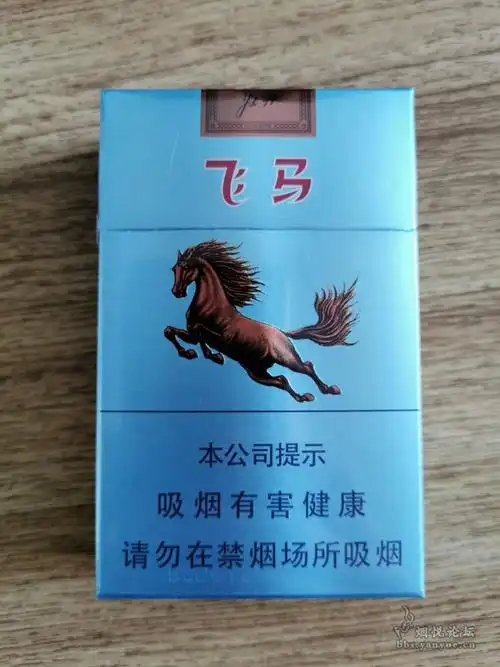 飞马
本公司提示
吸烟有害健康
请勿在禁烟场所吸烟
烟悦论坛
bbs.yanyue.cn